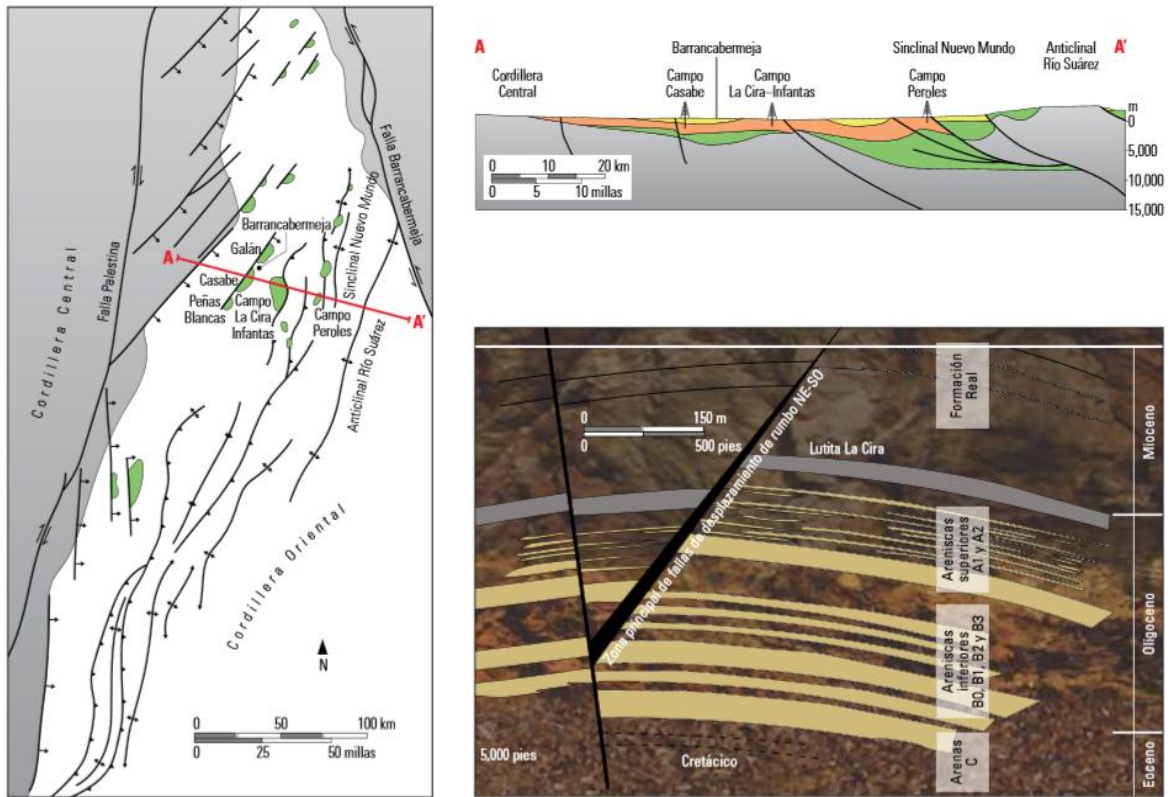 Falla Palestina
Cordillera Central
Falla Barrancabermeja
Barrancabermeja
Sinclinal Nuevo Mundo
Galán
A
Casabe
Peñas
Blancas
Campo
La Cira
Infantas
Campo
Peroles
A'
Anticlinal Río Suárez
Cordillera Oriental
N
0 50 100 km
0 25 50 millas
A
Barrancabermeja
Sinclinal Nuevo Mundo
Anticlinal
Río Suárez
A'
Cordillera
Central
Campo
Casabe
Campo
La Cira–Infantas
Campo
Peroles
m
0
5,000
10,000
15,000
0 10 20 km
0 5 10 millas
0 150 m
0 500 pies
Zona principal de fallas de desplazamiento de rumbo NE-SO
Lutita La Cira
Formación
Real
Areniscas
superiores
A1 y A2
Areniscas
inferiores
B0, B1, B2 y B3
Arenas
C
Mioceno
Oligoceno
Eoceno
5,000 pies
Cretácico